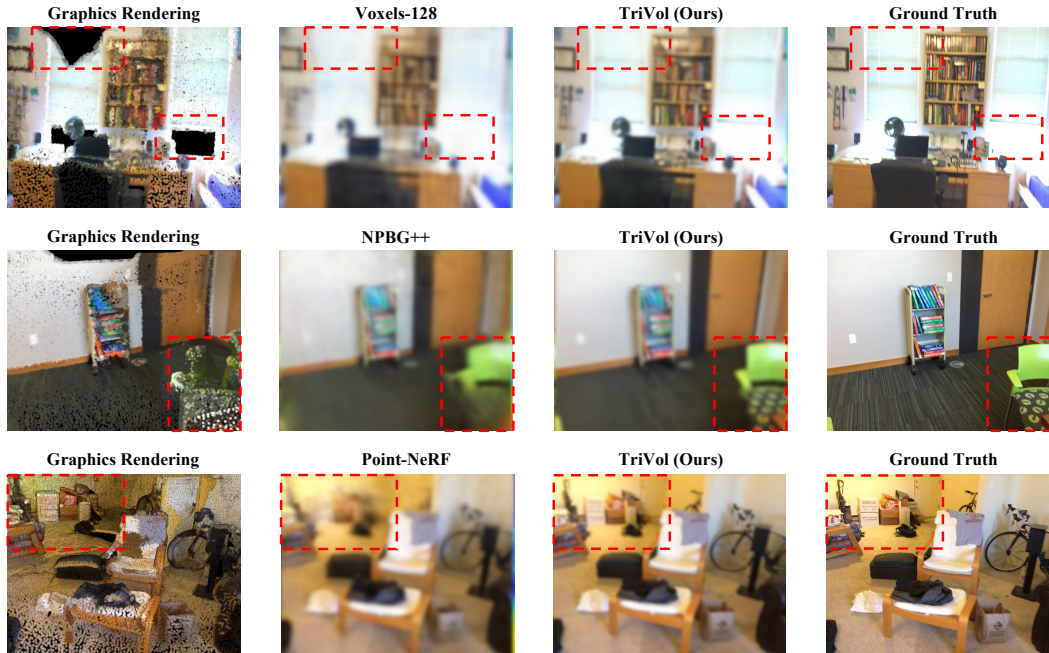 Graphics Rendering Voxels-128 TriVol (Ours) Ground Truth
Graphics Rendering NPBG++ TriVol (Ours) Ground Truth
Graphics Rendering Point-NeRF TriVol (Ours) Ground Truth